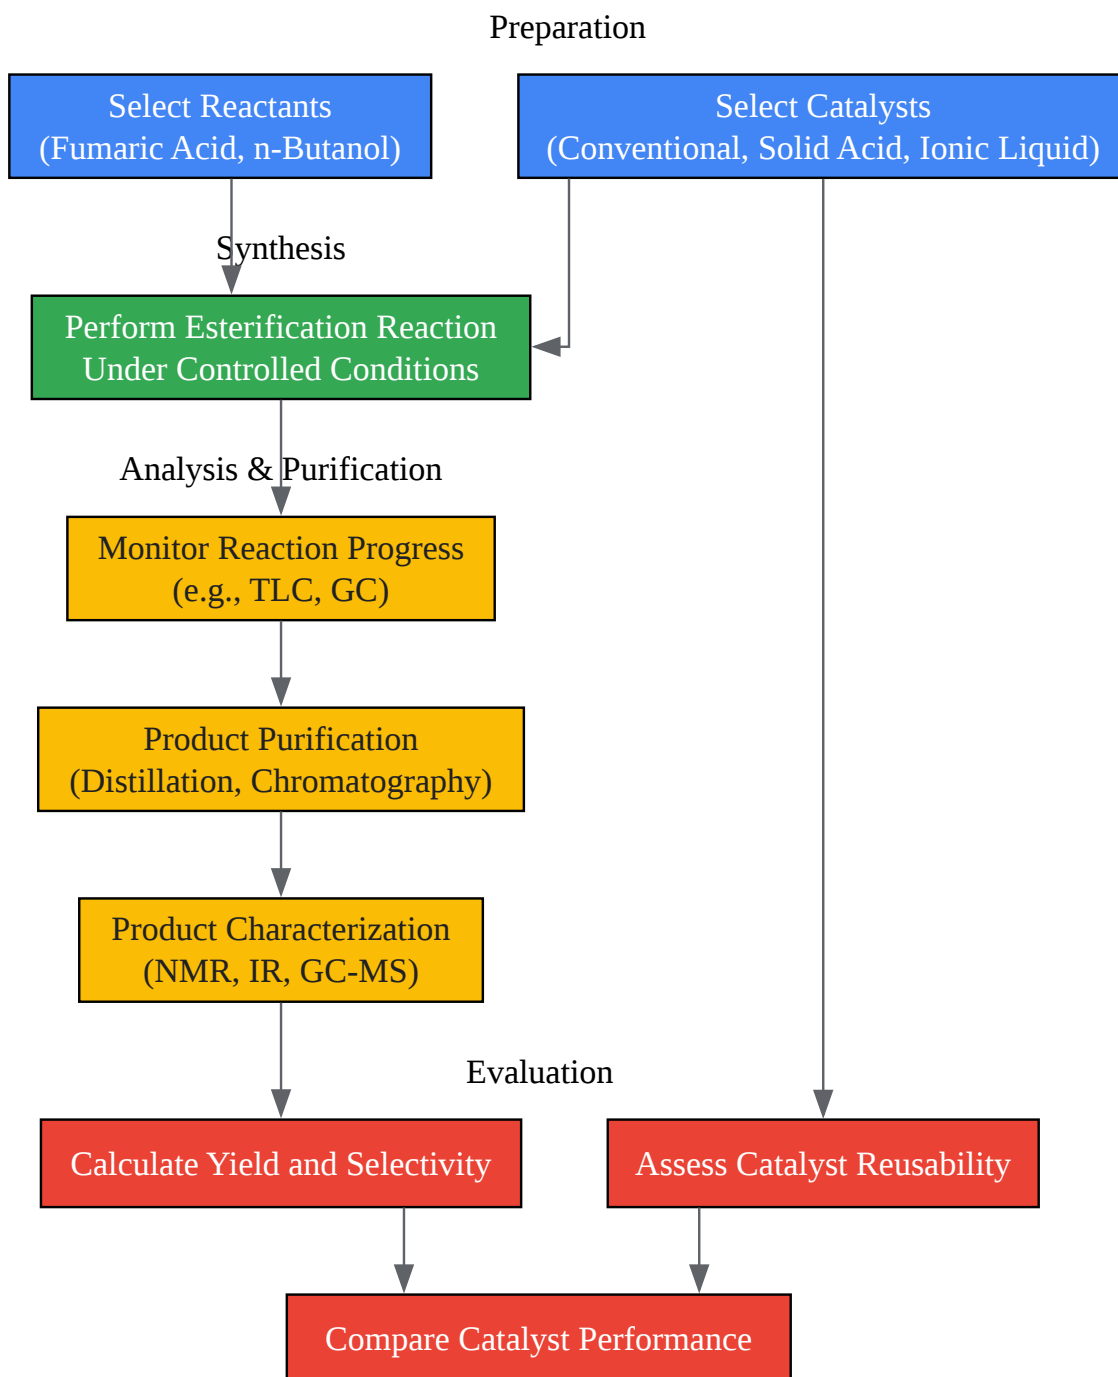 Preparation
Select Reactants
(Fumaric Acid, n-Butanol)
Select Catalysts
(Conventional, Solid Acid, Ionic Liquid)
Synthesis
Perform Esterification Reaction
Under Controlled Conditions
Analysis & Purification
Monitor Reaction Progress
(e.g., TLC, GC)
Product Purification
(Distillation, Chromatography)
Product Characterization
(NMR, IR, GC-MS)
Evaluation
Calculate Yield and Selectivity
Assess Catalyst Reusability
Compare Catalyst Performance